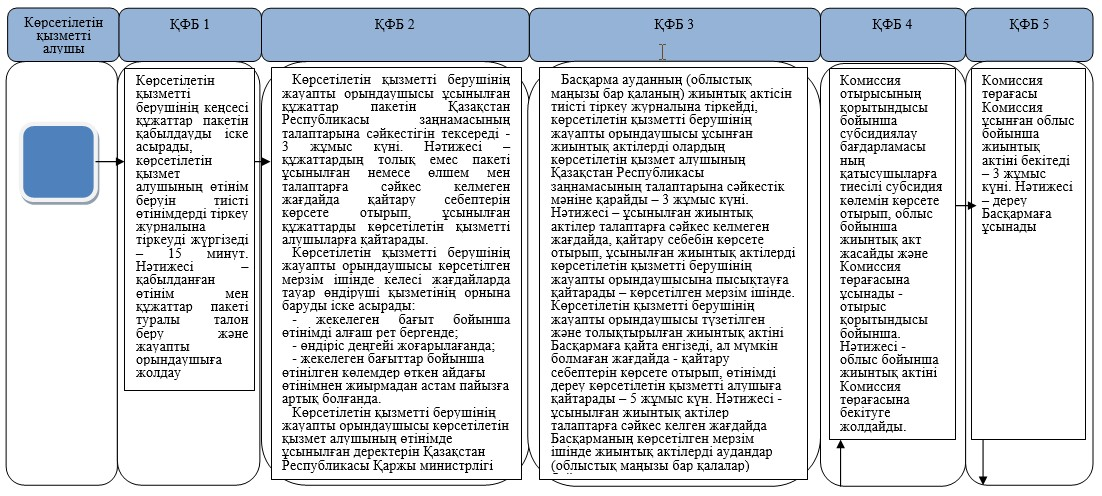 Көрсетілетін
қызметті
алушы
ҚФБ 1
ҚФБ 2
ҚФБ 3
ҚФБ 4
ҚФБ 5
Көрсетілетін
қызметті
берушінің кеңсесі
құжаттар пакетін
қабылдауды іске
асырады,
көрсетілетін
қызмет
алушының өтінім
беруін тиісті
өтінімдерді тіркеу
журналына
тіркеуді жүргізеді
– 15 минут.
Нәтижесі –
қабылданған
өтінім мен
құжаттар пакеті
туралы талон
беру және
жауапты
орындаушыға
жолдау
Көрсетілетін қызметті берушінің
жауапты орындаушысы ұсынылған
құжаттар пакетін Қазақстан
Республикасы заңнамасының
талаптарына сәйкестігін тексереді -
3 жұмыс күні. Нәтижесі –
құжаттардың толық емес пакеті
ұсынылған немесе өлшем мен
талаптарға сәйкес келмеген
жағдайда қайтару себептерін
көрсете отырып, ұсынылған
құжаттарды көрсетілетін қызметті
алушыларға қайтарады.
Көрсетілетін қызметті берушінің
жауапты орындаушысы көрсетілген
мерзім ішінде келесі жағдайларда
тауар өндіруші қызметінің орнына
баруды іске асырады:
- жекелеген бағыт бойынша
өтінімді алғаш рет бергенде;
- өндіріс деңгейі жоғарылағанда;
- жекелеген бағыттар бойынша
өтінілген көлемдер өткен айдағы
өтінімнен жиырмадан астам пайызға
артық болғанда.
Көрсетілетін қызметті берушінің
жауапты орындаушысы көрсетілетін
қызмет алушының өтінімде
ұсынылған деректерін Қазақстан
Республикасы Қаржы министрлігі
Басқарма ауданның (облыстық
маңызы бар қаланың) жиынтық актісін
тиісті тіркеу журналына тіркейді,
көрсетілетін қызметті берушінің
жауапты орындаушысы ұсынған
жиынтық актілерді олардың
көрсетілетін қызмет алушының
Қазақстан Республикасы
заңнамасының талаптарына сәйкестік
мәніне қарайды – 3 жұмыс күні.
Нәтижесі – ұсынылған жиынтық
актілер талаптарға сәйкес келмеген
жағдайда, қайтару себебін көрсете
отырып, ұсынылған жиынтық актілерді
көрсетілетін қызметті берушінің
жауапты орындаушысына пысықтауға
қайтарады – көрсетілген мерзім ішінде.
Көрсетілетін қызметті берушінің
жауапты орындаушысы түзетілген
және толықтырылған жиынтық актіні
Басқармаға қайта енгізеді, ал мүмкін
болмаған жағдайда - қайтару
себептерін көрсете отырып, өтінімді
дереу көрсетілетін қызметті алушыға
қайтарады – 5 жұмыс күн. Нәтижесі -
ұсынылған жиынтық актілер
талаптарға сәйкес келген жағдайда
Басқарманың көрсетілген мерзім
ішінде жиынтық актілерді аудандар
(облыстық маңызы бар қалалар)
Комиссия
отырысының
қорытындысы
бойынша
субсидиялау
бағдарламасы
ның
қатысушыларға
тиесілі субсидия
көлемін көрсете
отырып, облыс
бойынша
жиынтық акт
жасайды және
Комиссия
төрағасына
ұсынады -
отырыс
қорытындысы
бойынша.
Нәтижесі -
облыс бойынша
жиынтық актіні
Комиссия
төрағасына
бекітуге
жолдайды.
Комиссия
төрағасы
Комиссия
ұсынған облыс
бойынша
жиынтық
актіні бекітеді
– 3 жұмыс
күні. Нәтижесі
– дереу
Басқармаға
ұсынады